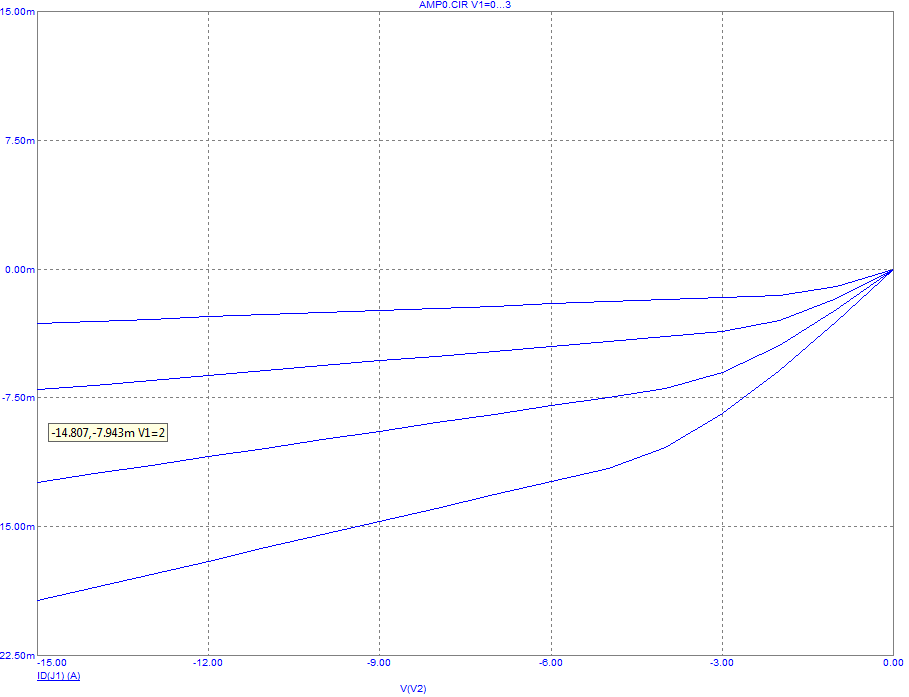 AMP0.CIR V1=0...3
15.00m
7.50m
0.00m
-7.50m
-14.807,-7.943m V1=2
15.00m
22.50m
-15.00 -12.00 -9.00 -6.00 -3.00 0.00
ID(J1) (A)
V(V2)